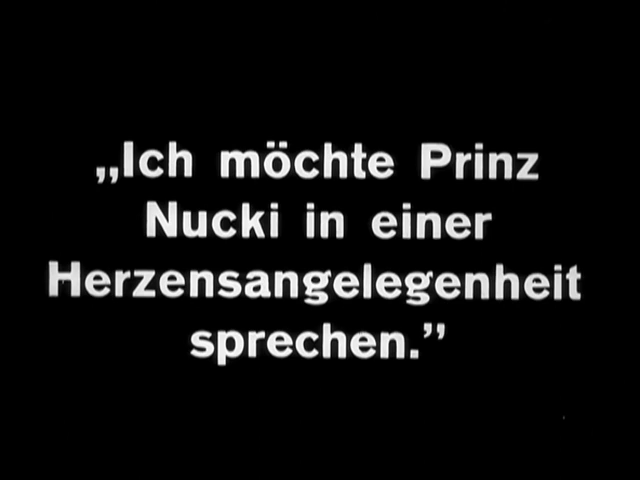 „Ich möchte Prinz
Nucki in einer
Herzensangelegenheit
sprechen.”